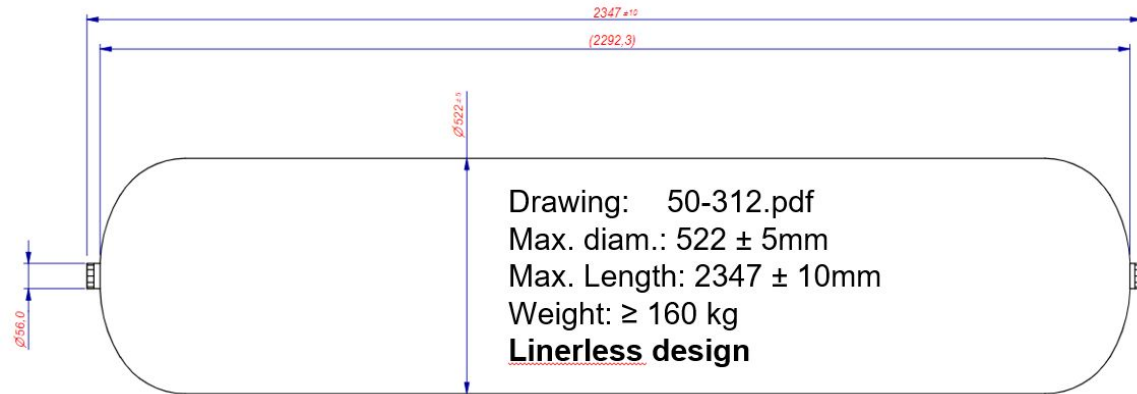 2347 ±10
(2292,3)
Ø522 ±5
Drawing: 50-312.pdf
Max. diam.: 522 ± 5mm
Max. Length: 2347 ± 10mm
Weight: ≥ 160 kg
Linerless design
Ø56,0